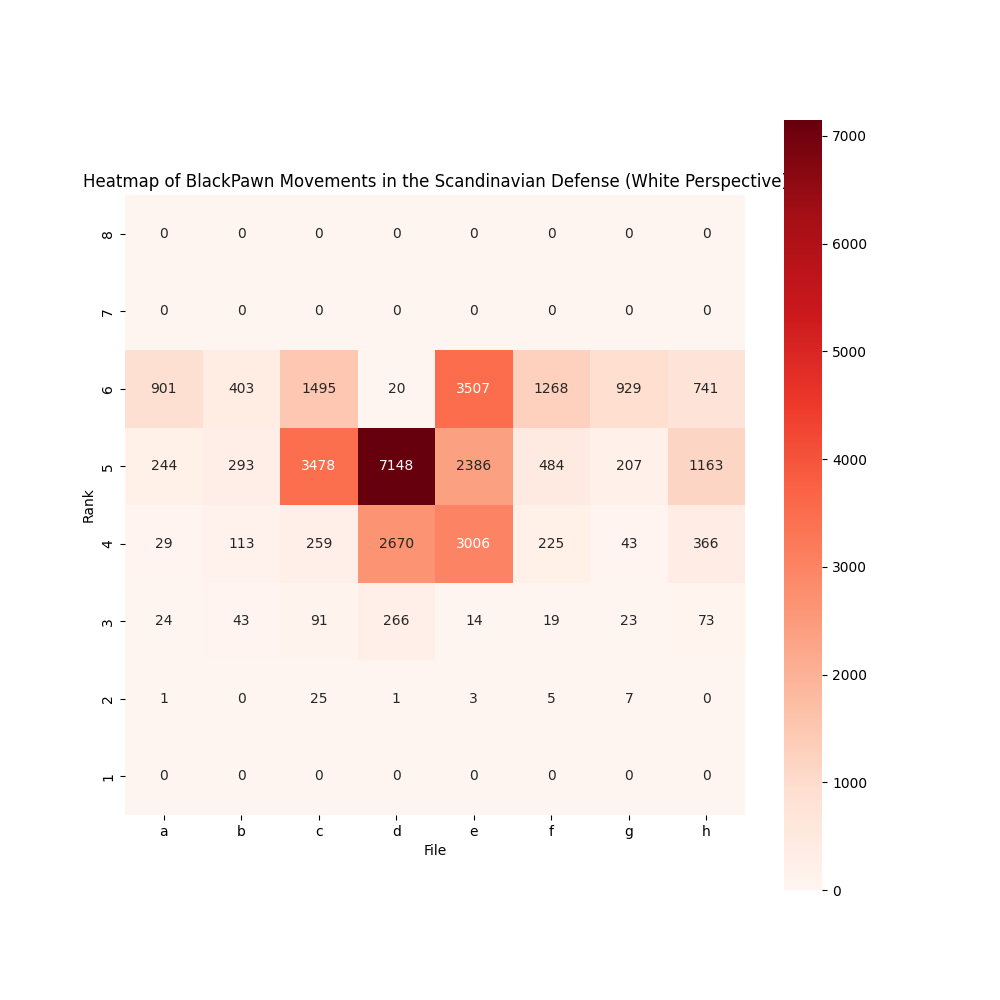 Heatmap of BlackPawn Movements in the Scandinavian Defense (White Perspective)
8 0 0 0 0 0 0 0 0
7 0 0 0 0 0 0 0 0
6 901 403 1495 20 3507 1268 929 741
5 244 293 3478 7148 2386 484 207 1163
Rank
4 29 113 259 2670 3006 225 43 366
3 24 43 91 266 14 19 23 73
2 1 0 25 1 3 5 7 0
1 0 0 0 0 0 0 0 0
a b c d e f g h
File
7000
6000
5000
4000
3000
2000
1000
0